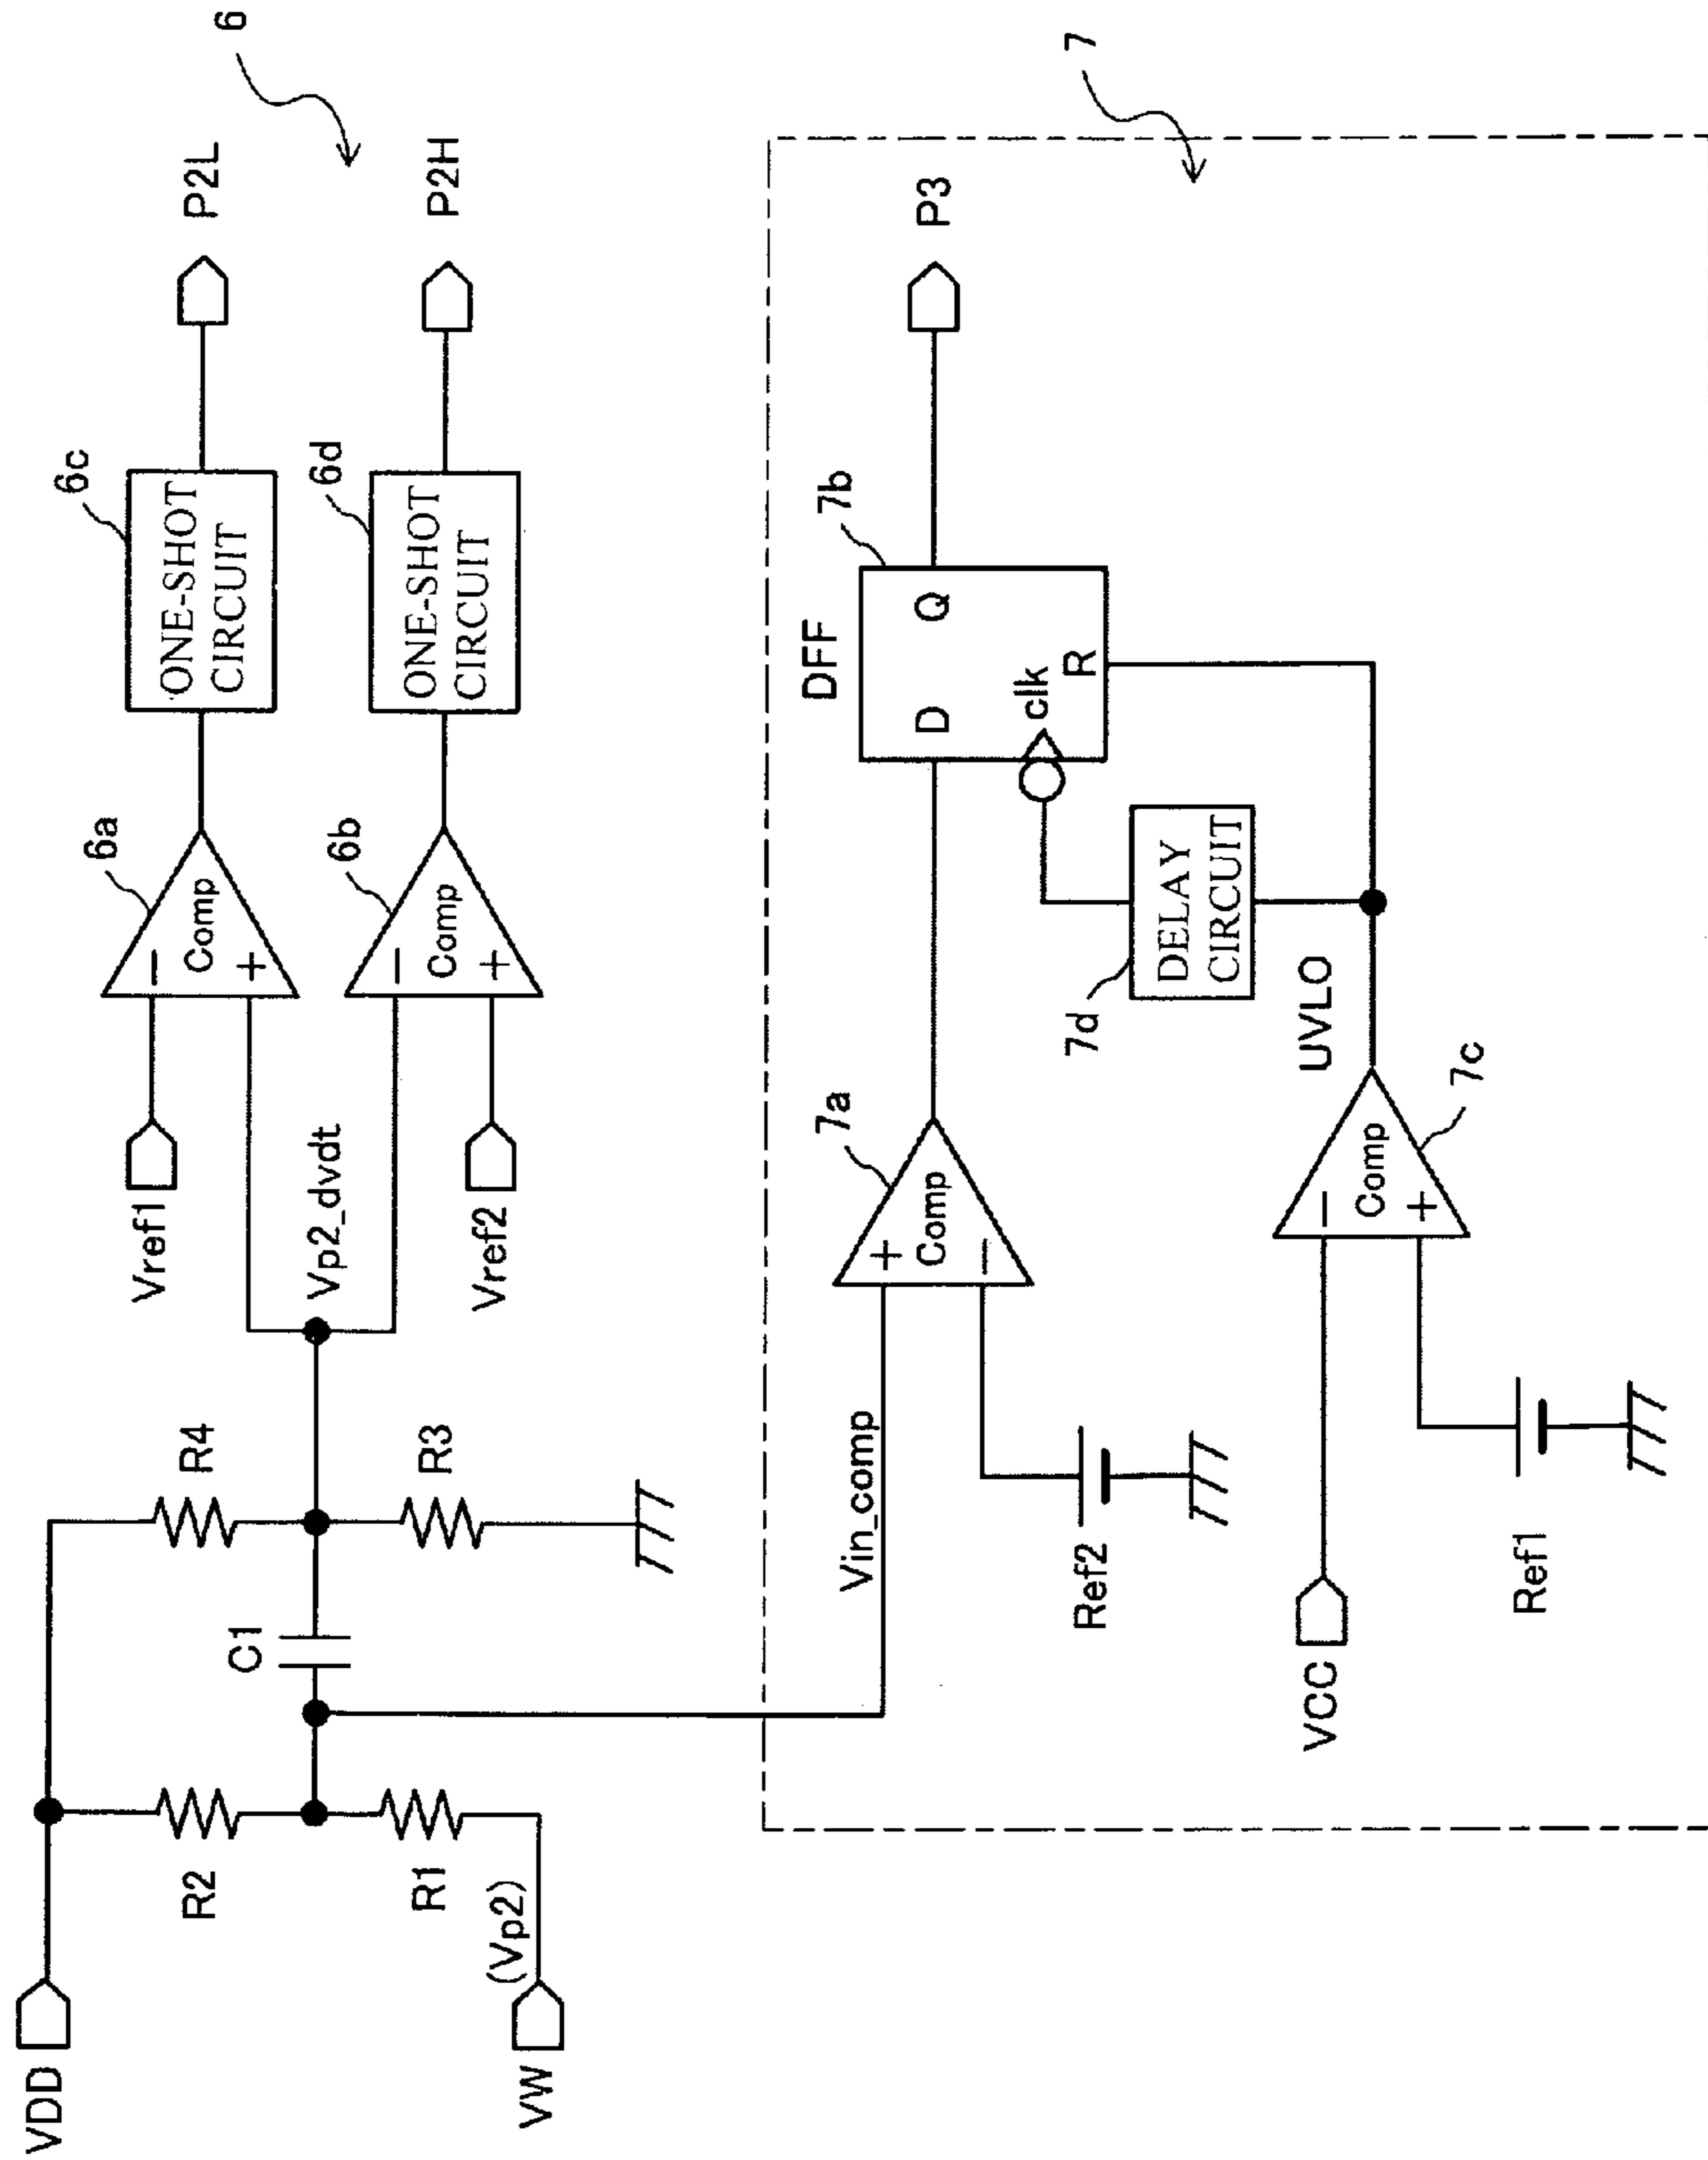 6
VDD
R2
R4
Vref1
6a
Comp
−
+
6c
ONE-SHOT
CIRCUIT
P2L
C1
Vp2_dvdt
VW
(Vp2)
R1
R3
Vref2
6b
Comp
−
+
6d
ONE-SHOT
CIRCUIT
P2H
7
Vin_comp
7a
+
Comp
−
Ref2
DFF
7b
D
Q
clk
R
P3
7d
DELAY
CIRCUIT
UVLO
VCC
−
Comp
+
7c
Ref1